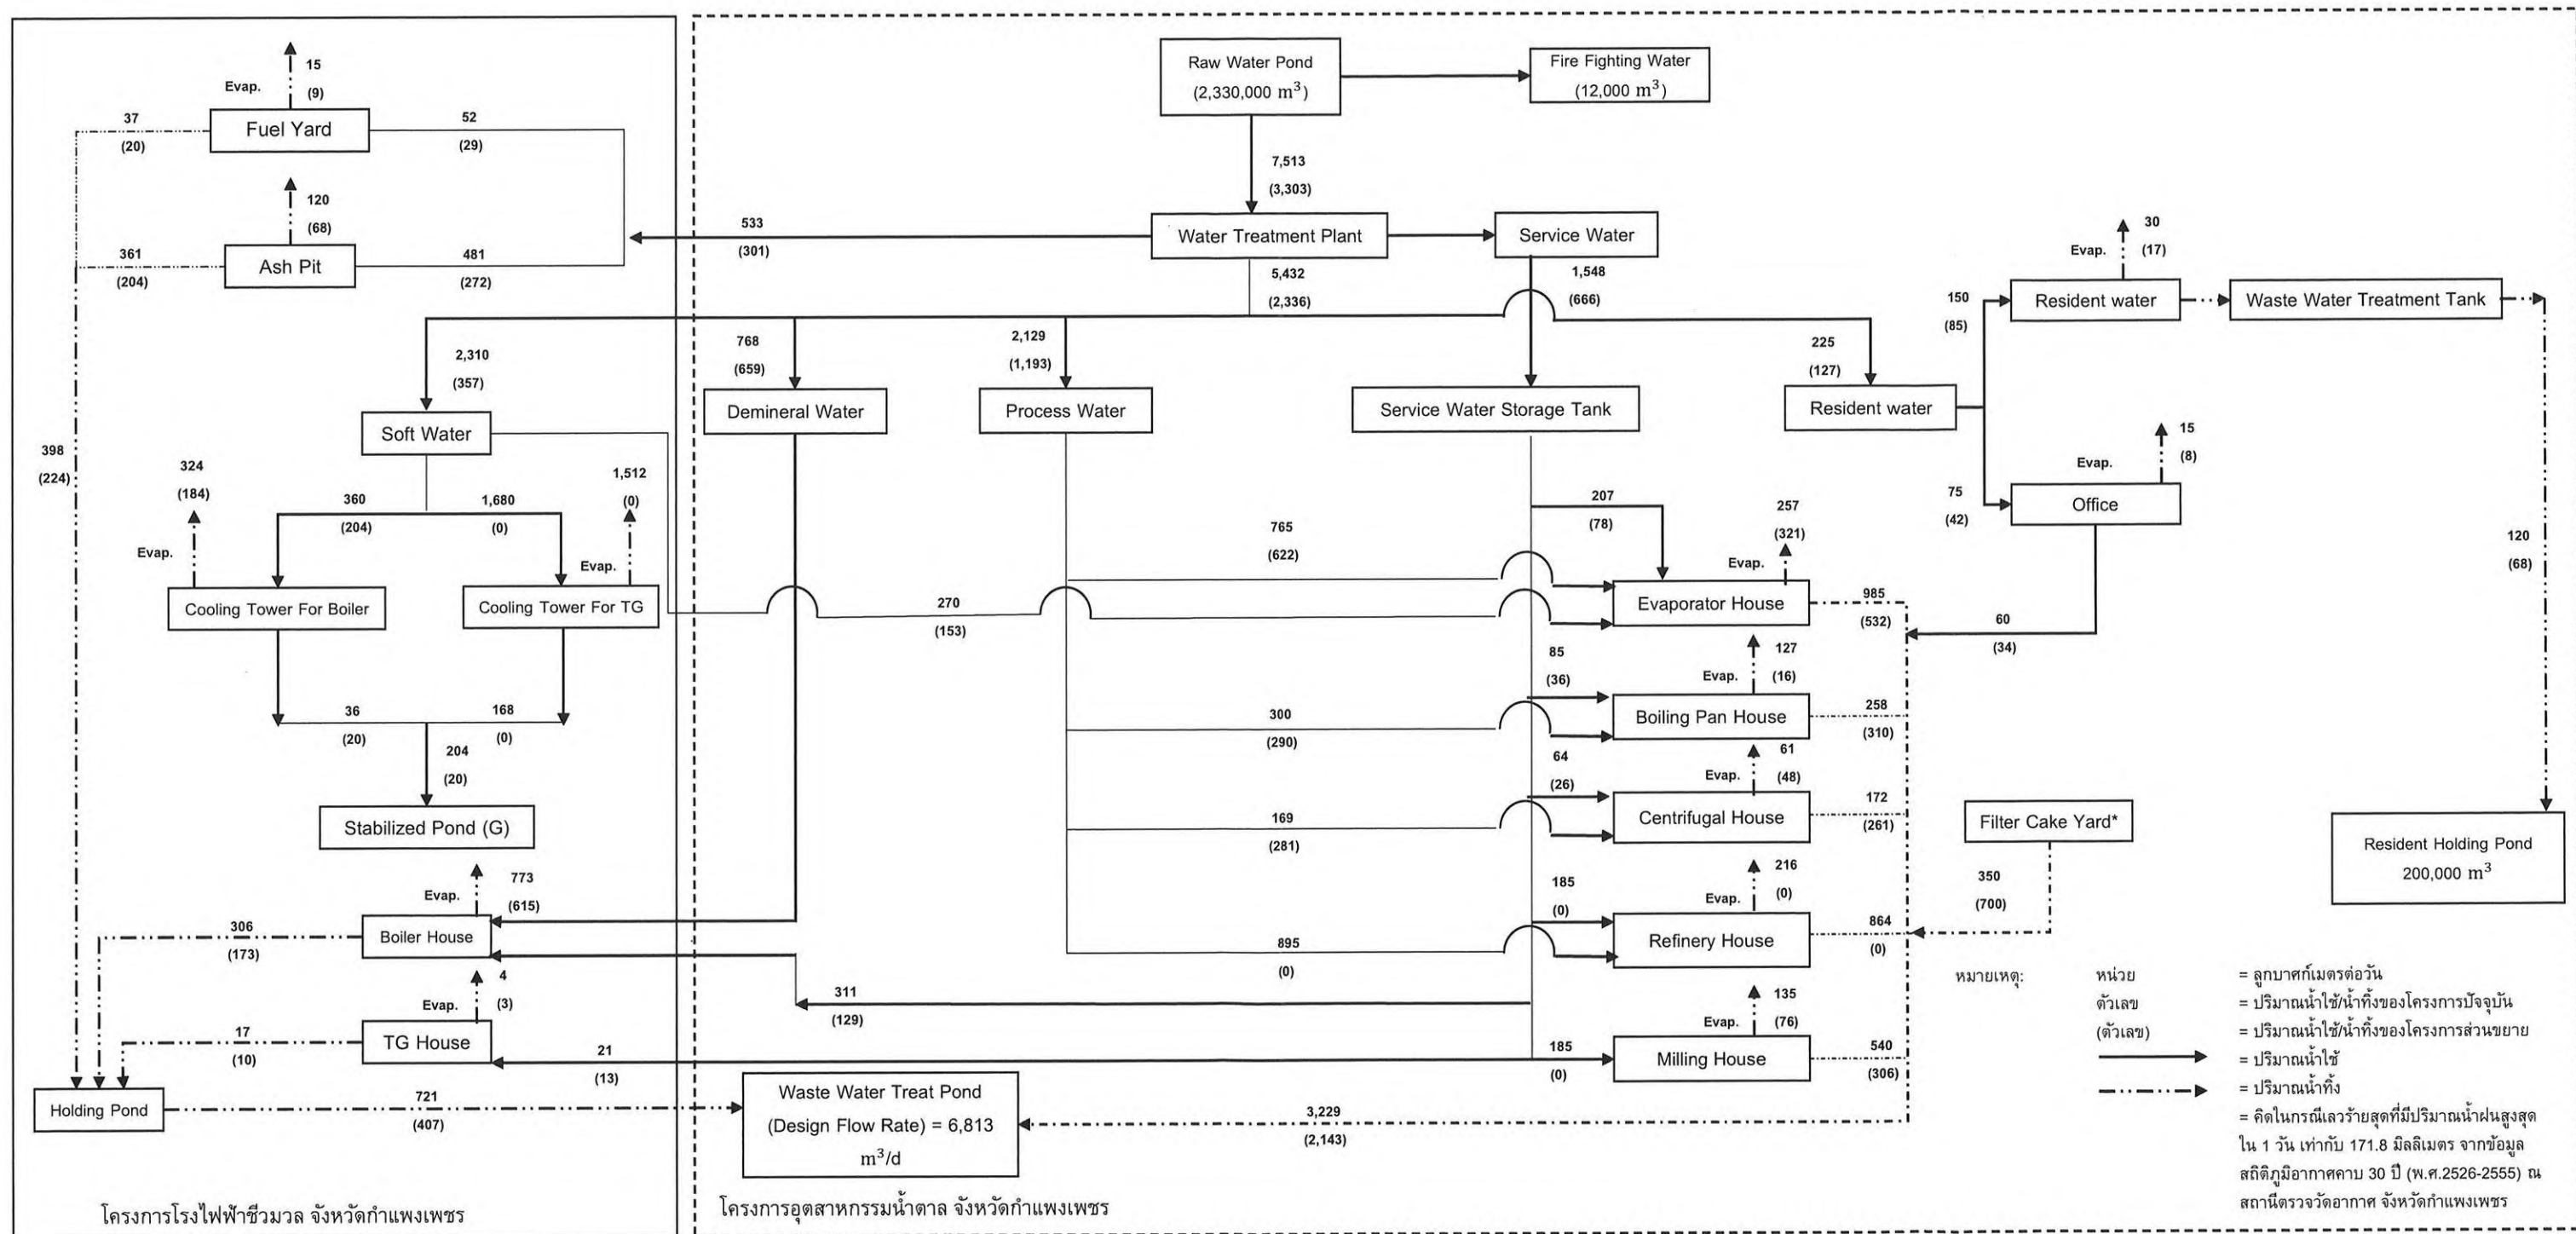 Raw Water Pond
(2,330,000 m³)
Fire Fighting Water
(12,000 m³)
15
(9)
Evap.
37
(20)
Fuel Yard
52
(29)
7,513
(3,303)
120
(68)
533
(301)
Water Treatment Plant
Service Water
361
(204)
Ash Pit
481
(272)
5,432
(2,336)
1,548
(666)
30
(17)
Evap.
150
(85)
Resident water
Waste Water Treatment Tank
2,310
(357)
768
(659)
2,129
(1,193)
225
(127)
Soft Water
Demineral Water
Process Water
Service Water Storage Tank
Resident water
398
(224)
324
(184)
Evap.
360
(204)
1,680
(0)
1,512
(0)
Evap.
15
(8)
Evap.
75
(42)
Office
207
(78)
257
(321)
Evap.
765
(622)
120
(68)
Cooling Tower For Boiler
Cooling Tower For TG
270
(153)
Evaporator House
985
(532)
60
(34)
85
(36)
127
(16)
Evap.
36
(20)
168
(0)
300
(290)
Boiling Pan House
258
(310)
204
(20)
64
(26)
61
(48)
Evap.
Stabilized Pond (G)
169
(281)
Centrifugal House
172
(261)
Filter Cake Yard*
Resident Holding Pond
200,000 m³
773
(615)
Evap.
185
(0)
216
(0)
Evap.
350
(700)
306
(173)
Boiler House
895
(0)
Refinery House
864
(0)
4
(3)
Evap.
311
(129)
135
(76)
Evap.
17
(10)
TG House
21
(13)
185
(0)
Milling House
540
(306)
Holding Pond
721
(407)
Waste Water Treat Pond
(Design Flow Rate) = 6,813
m³/d
3,229
(2,143)
หมายเหตุ: หน่วย = ลูกบาศก์เมตรต่อวัน
ตัวเลข = ปริมาณน้ำใช้/น้ำทิ้งของโครงการปัจจุบัน
(ตัวเลข) = ปริมาณน้ำใช้/น้ำทิ้งของโครงการส่วนขยาย
= ปริมาณน้ำใช้
= ปริมาณน้ำทิ้ง
= คิดในกรณีเลวร้ายสุดที่มีปริมาณน้ำฝนสูงสุด
ใน 1 วัน เท่ากับ 171.8 มิลลิเมตร จากข้อมูล
สถิติภูมิอากาศคาบ 30 ปี (พ.ศ.2526-2555) ณ
สถานีตรวจวัดอากาศ จังหวัดกำแพงเพชร
โครงการโรงไฟฟ้าชีวมวล จังหวัดกำแพงเพชร
โครงการอุตสาหกรรมน้ำตาล จังหวัดกำแพงเพชร